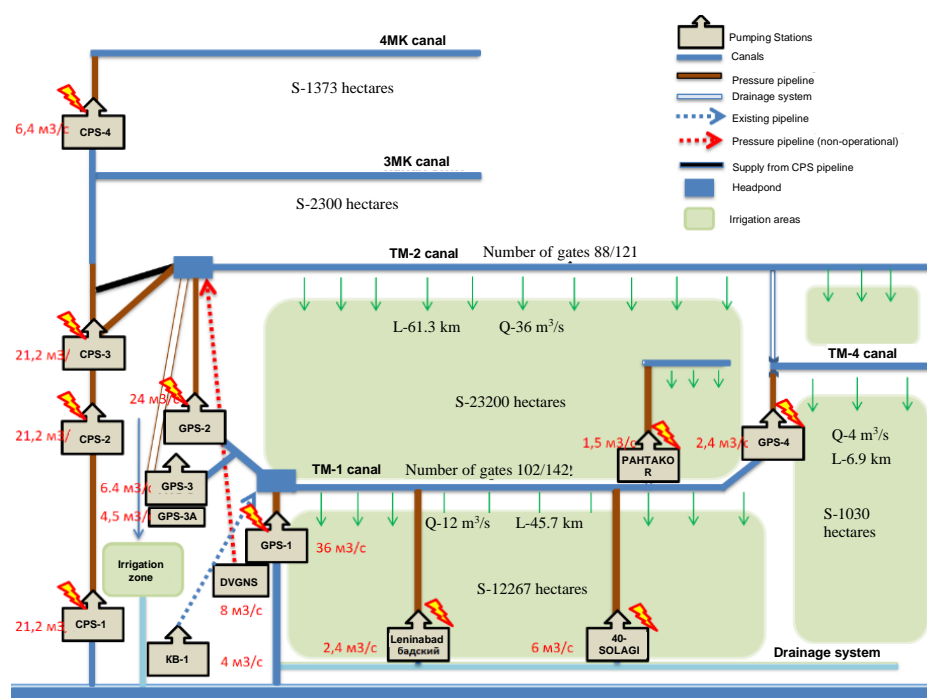 4MK canal
S-1373 hectares
CPS-4
6,4 м3/с
3MK canal
S-2300 hectares
Pumping Stations
Canals
Pressure pipeline
Drainage system
Existing pipeline
Pressure pipeline (non-operational)
Supply from CPS pipeline
Headpond
Irrigation areas
TM-2 canal
Number of gates 88/121
L-61.3 km
Q-36 m³/s
CPS-3
21,2 м3/
TM-4 canal
S-23200 hectares
24 м3/с
GPS-2
CPS-2
21,2 м3/
1,5 м3/с
PAHTAKO
R
2,4 м3/с
GPS-4
Q-4 m³/s
L-6.9 km
TM-1 canal
Number of gates 102/142
GPS-3
6.4 м3/с
GPS-3A
4,5 м3/с
Q-12 m³/s
L-45.7 km
S-1030
hectares
GPS-1
36 м3/с
Irrigation
zone
DVGNS
8 м3/с
S-12267 hectares
CPS-1
21,2 м3
КВ-1
4 м3/с
Leninabad
бадский
2,4 м3/с
40-
SOLAGI
6 м3/с
Drainage system